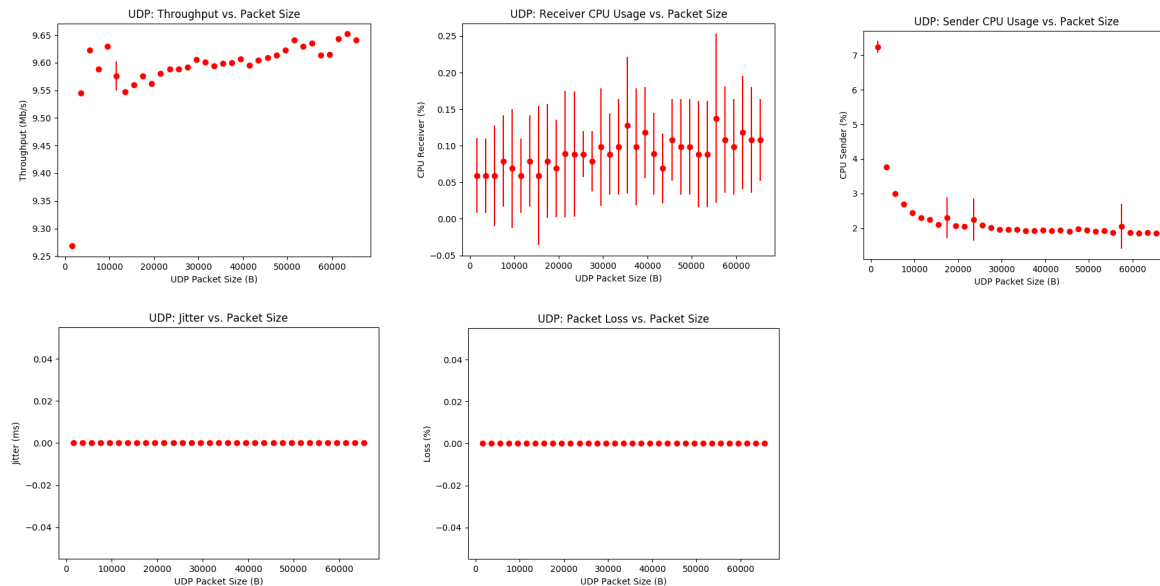 UDP: Throughput vs. Packet Size
Throughput (Mb/s)
9.65
9.60
9.55
9.50
9.45
9.40
9.35
9.30
9.25
0 10000 20000 30000 40000 50000 60000
UDP Packet Size (B)
UDP: Receiver CPU Usage vs. Packet Size
CPU Receiver (%)
0.25
0.20
0.15
0.10
0.05
0.00
−0.05
0 10000 20000 30000 40000 50000 60000
UDP Packet Size (B)
UDP: Sender CPU Usage vs. Packet Size
CPU Sender (%)
7
6
5
4
3
2
0 10000 20000 30000 40000 50000 60000
UDP Packet Size (B)
UDP: Jitter vs. Packet Size
Jitter (ms)
0.04
0.02
0.00
−0.02
−0.04
0 10000 20000 30000 40000 50000 60000
UDP Packet Size (B)
UDP: Packet Loss vs. Packet Size
Loss (%)
0.04
0.02
0.00
−0.02
−0.04
0 10000 20000 30000 40000 50000 60000
UDP Packet Size (B)